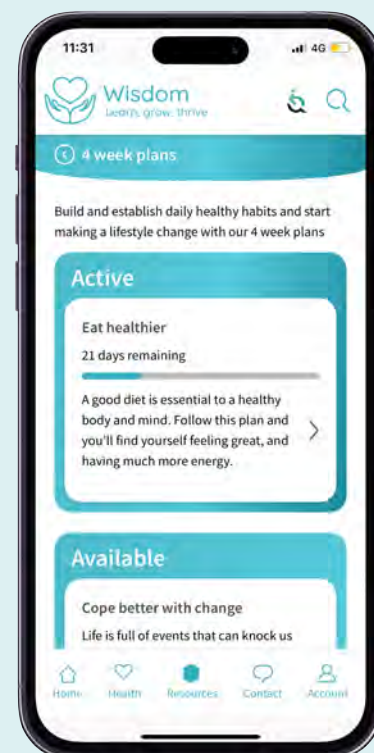 11:31
4G
Wisdom
Learn, grow, thrive
4 week plans
Build and establish daily healthy habits and start
making a lifestyle change with our 4 week plans
Active
Eat healthier
21 days remaining
A good diet is essential to a healthy
body and mind. Follow this plan and
you'll find yourself feeling great, and
having much more energy.
Available
Cope better with change
Life is full of events that can knock us
Home Health Resources Contact Account